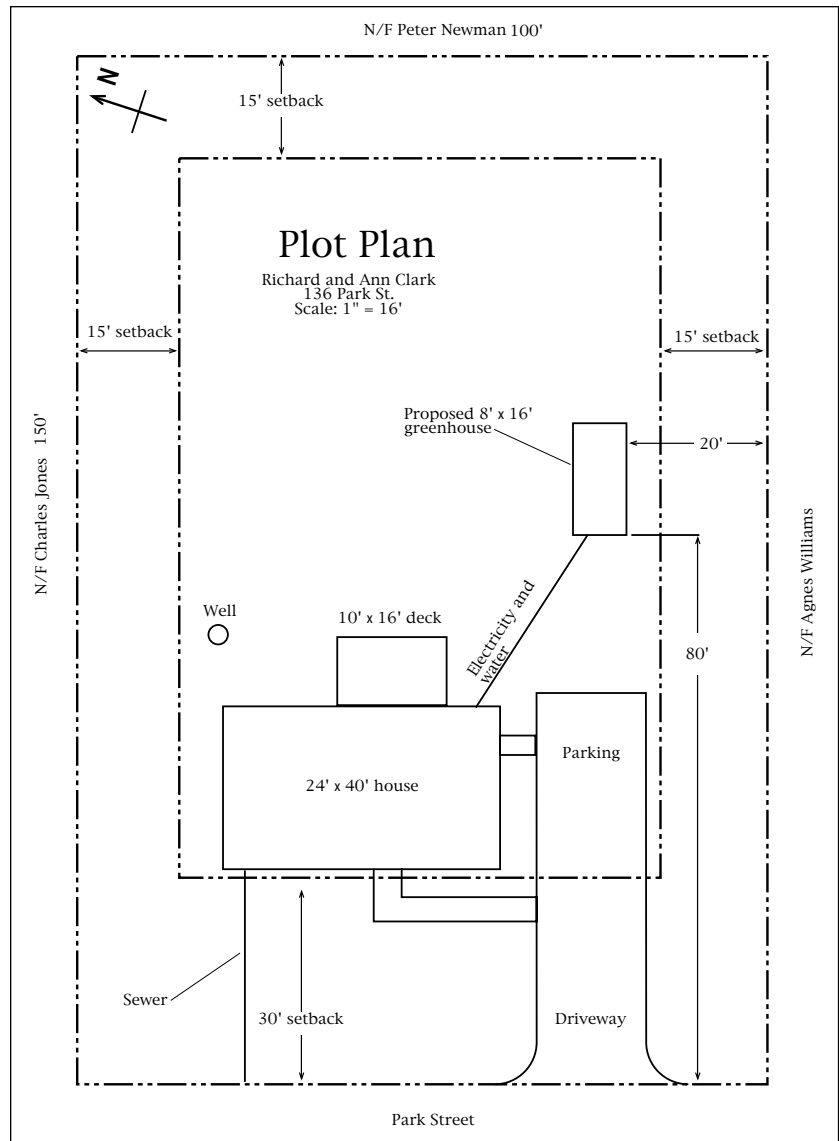 N/F Peter Newman 100'
N
15' setback
Plot Plan
Richard and Ann Clark
136 Park St.
Scale: 1" = 16'
15' setback
15' setback
Proposed 8' x 16'
greenhouse
20'
N/F Charles Jones 150'
N/F Agnes Williams
Well
10' x 16' deck
Electricity and
water
80'
Parking
24' x 40' house
Sewer
30' setback
Driveway
Park Street